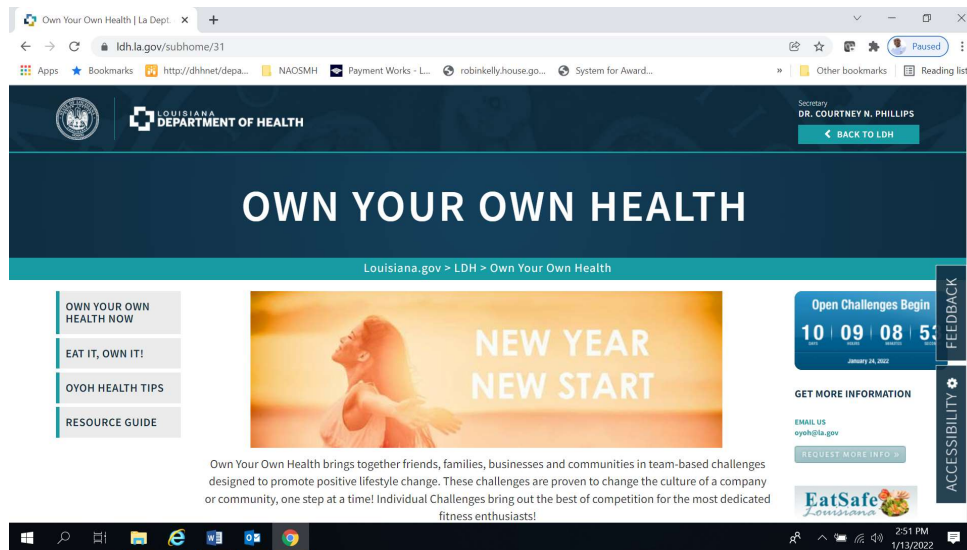 Own Your Own Health | La Dept.
ldh.la.gov/subhome/31
Paused
Apps
Bookmarks
http://dhhnet/depa...
NAOSMH
Payment Works - L...
robinkelly.house.go...
System for Award...
»
Other bookmarks
Reading list
LOUISIANA
DEPARTMENT OF HEALTH
Secretary
DR. COURTNEY N. PHILLIPS
BACK TO LDH
OWN YOUR OWN HEALTH
Louisiana.gov > LDH > Own Your Own Health
OWN YOUR OWN
HEALTH NOW
EAT IT, OWN IT!
OYOH HEALTH TIPS
RESOURCE GUIDE
NEW YEAR
NEW START
Own Your Own Health brings together friends, families, businesses and communities in team-based challenges
designed to promote positive lifestyle change. These challenges are proven to change the culture of a company
or community, one step at a time! Individual Challenges bring out the best of competition for the most dedicated
fitness enthusiasts!
Open Challenges Begin
10 09 08 53
DAYS HOURS MINUTES
January 24, 2022
GET MORE INFORMATION
EMAIL US
oyoh@la.gov
REQUEST MORE INFO »
EatSafe
Louisiana
FEEDBACK
ACCESSIBILITY
2:51 PM
1/13/2022